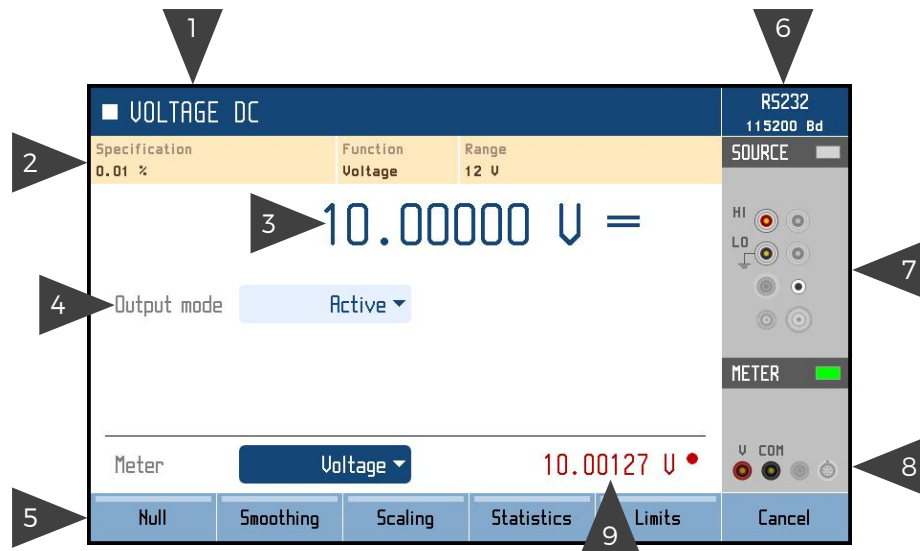 1
6
VOLTAGE DC
RS232
115200 Bd
2
Specification
0.01 %
Function
Voltage
Range
12 V
SOURCE
3
10.00000 V =
HI
LO
7
4
Output mode
Active
METER
Meter
Voltage
10.00127 V
V COM
8
5
Null
Smoothing
Scaling
Statistics
9
Limits
Cancel